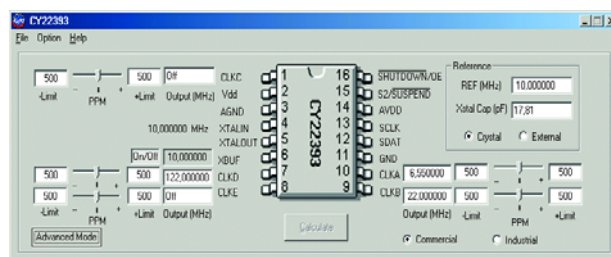 CY22393
File Option Help
500 500 Off CLKC
-Limit PPM +Limit Output (MHz) Vdd
AGND
10,000000 MHz XTALIN
XTALOUT
On/Off 10,000000 XBUF
500 500 122,000000 CLKD
500 500 Off CLKE
-Limit PPM +Limit Output (MHz)
Advanced Mode
1 16
2 15
3 14
4 13
5 12
6 11
7 10
8 9
CY22393
Calculate
SHUTDOWN/OE
S2/SUSPEND
AVDD
SCLK
SDAT
GND
CLKA 6,550000 500 500
CLKB 22,000000 500 500
Output (MHz) -Limit PPM +Limit
Commercial Industrial
Reference
REF (MHz) 10,000000
Xstal Cap (pF) 17,81
Crystal External